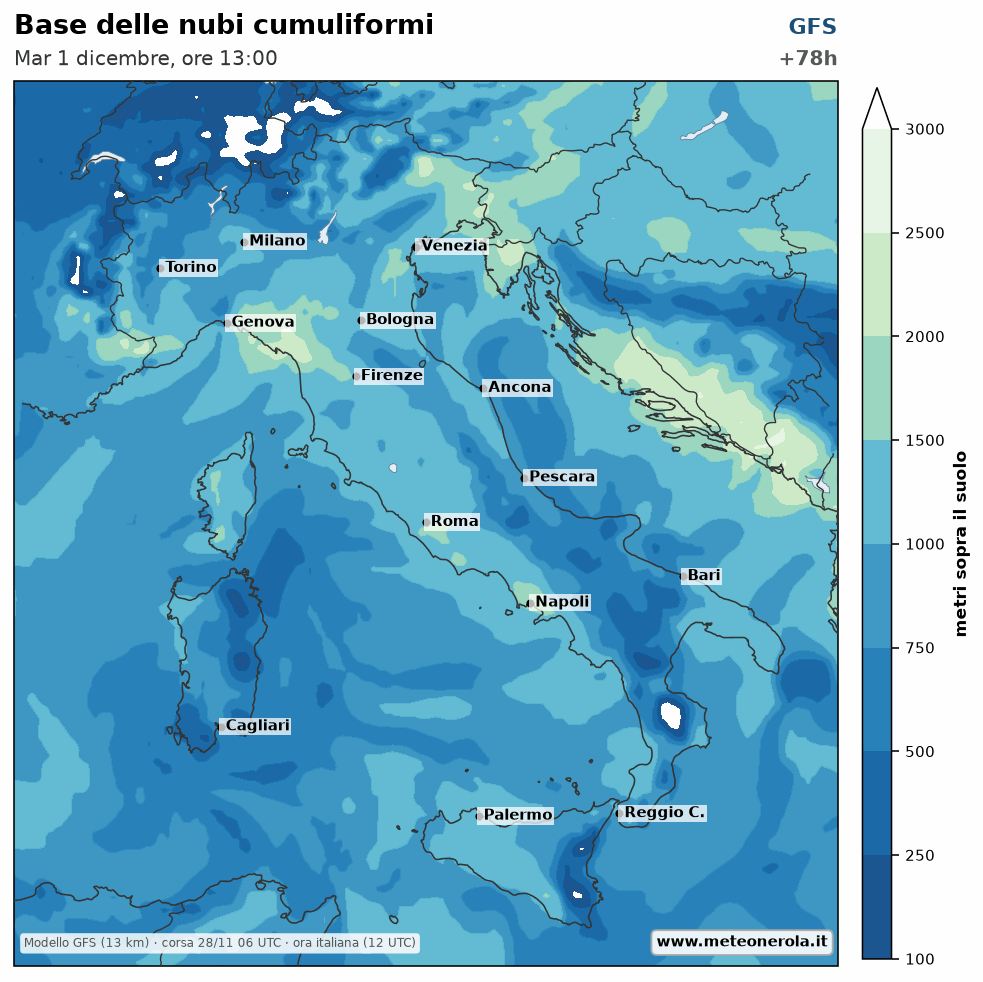 Base delle nubi cumuliformi
GFS
Mar 1 dicembre, ore 13:00
+78h
3000
2500
2000
1500
1000
750
500
250
100
metri sopra il suolo
Milano
Venezia
Torino
Genova
Bologna
Firenze
Ancona
Pescara
Roma
Bari
Napoli
Cagliari
Palermo
Reggio C.
Modello GFS (13 km) · corsa 28/11 06 UTC · ora italiana (12 UTC)
www.meteonerola.it